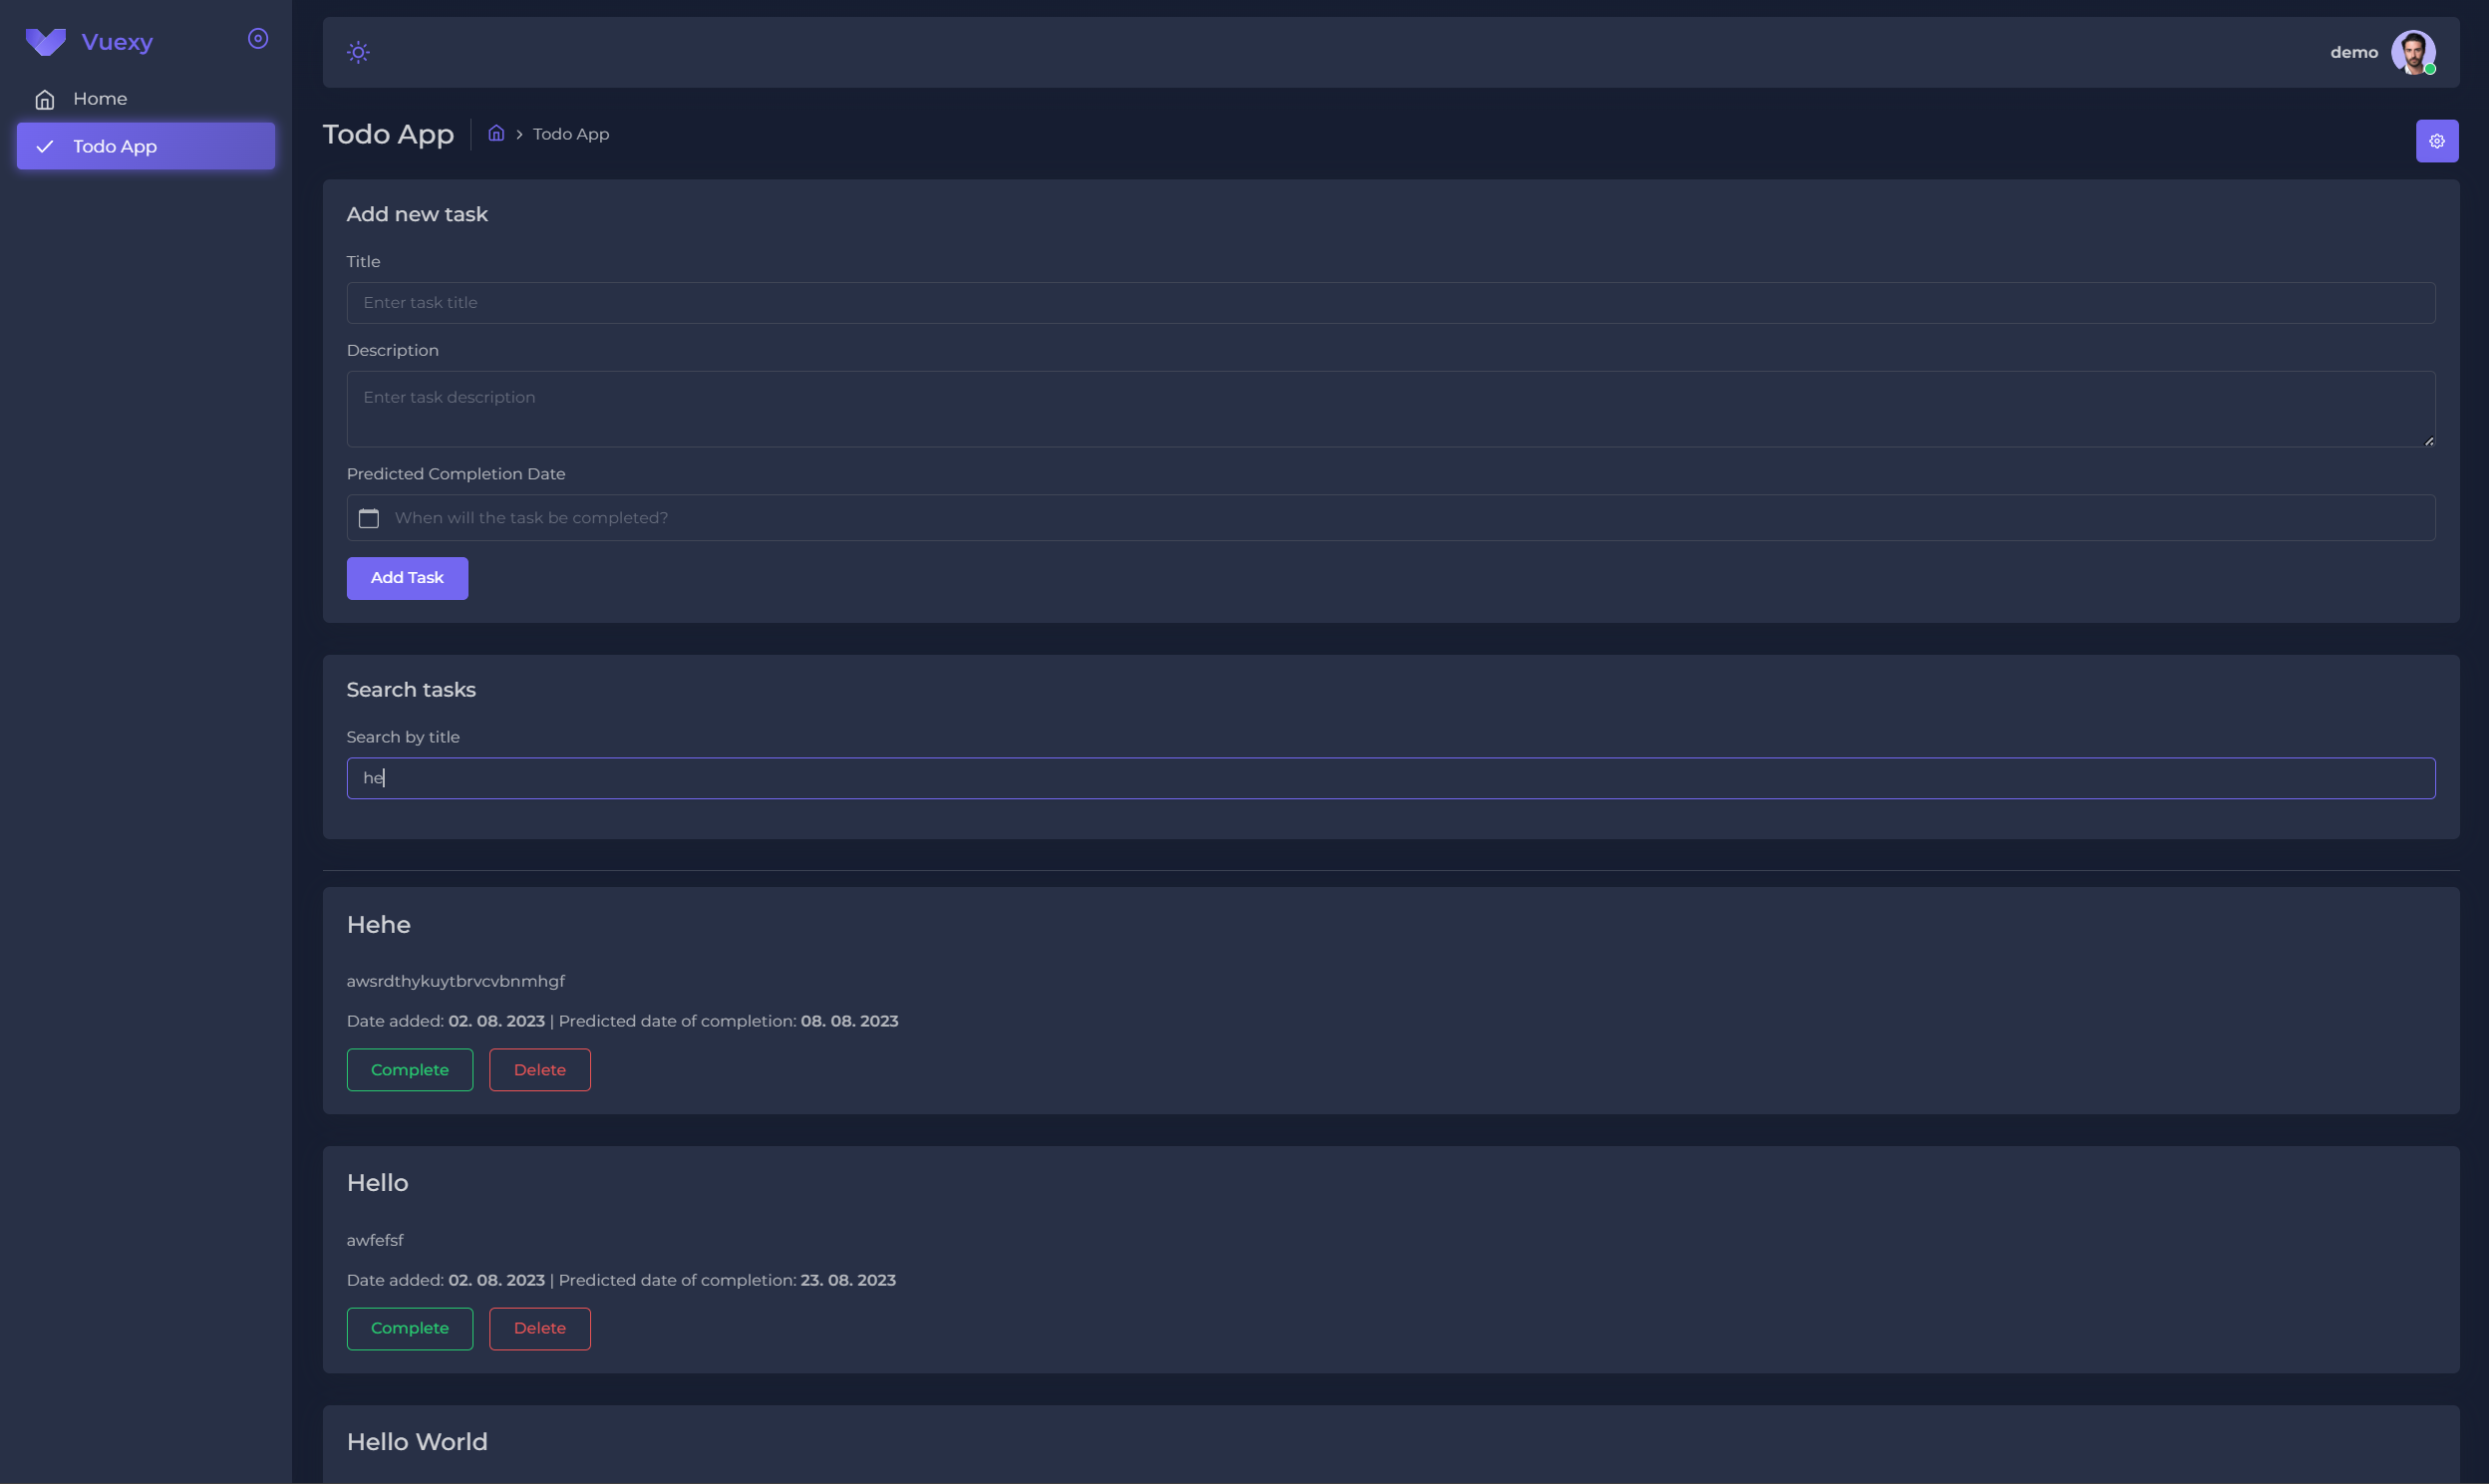 Vuexy
Home
Todo App
demo
Todo App
Todo App
Add new task
Title
Enter task title
Description
Enter task description
Predicted Completion Date
When will the task be completed?
Add Task
Search tasks
Search by title
he
Hehe
awsrdthykuytbrvcvbnmhgf
Date added: 02. 08. 2023 | Predicted date of completion: 08. 08. 2023
Complete Delete
Hello
awfefsf
Date added: 02. 08. 2023 | Predicted date of completion: 23. 08. 2023
Complete Delete
Hello World